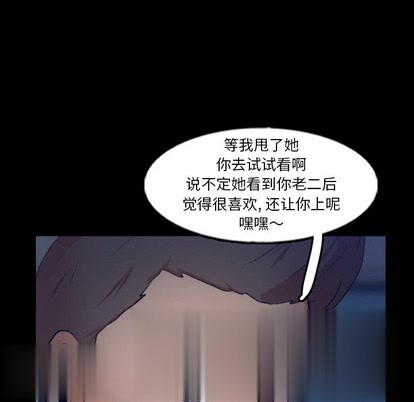 等我甩了她
你去试试看啊
说不定她看到你老二后
觉得很喜欢, 还让你上呢
嘿嘿～